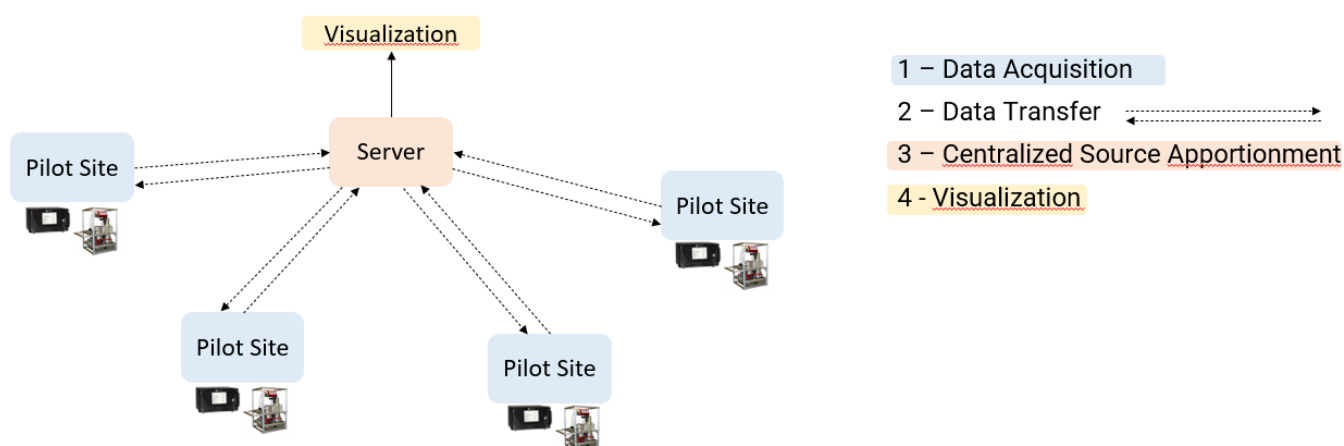 Visualization
Server
Pilot Site
Pilot Site
Pilot Site
Pilot Site
1 – Data Acquisition
2 – Data Transfer
3 – Centralized Source Apportionment
4 - Visualization